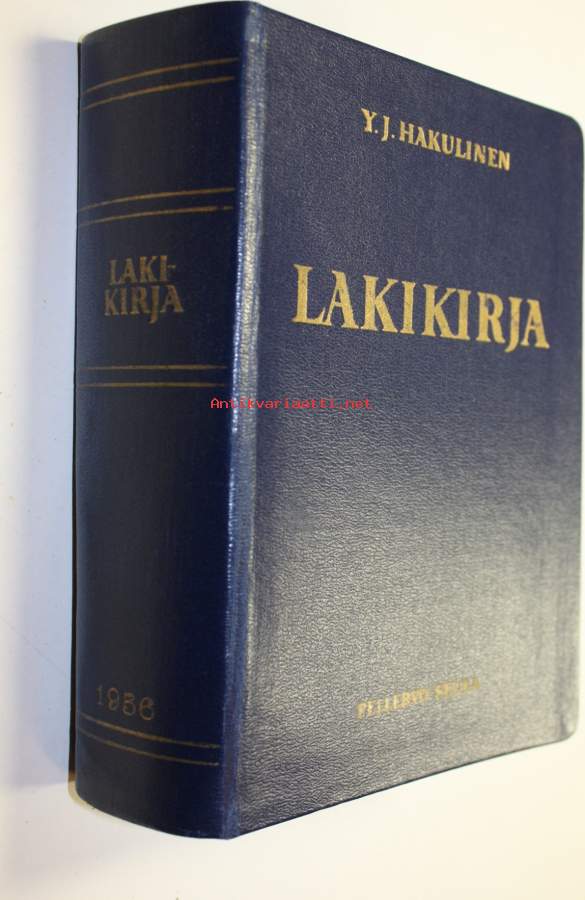 LAKI-
KIRJA
1956
Y.J. HAKULINEN
LAKIKIRJA
PELLERVO-SEURA
Antikvariaatti.net